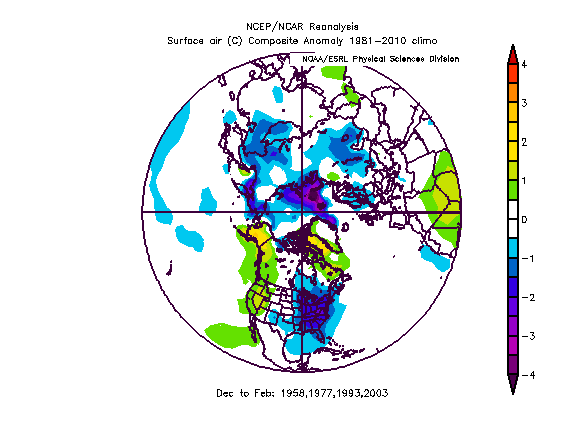 NCEP/NCAR Reanalysis
Surface air (C) Composite Anomaly 1981-2010 climo
NOAA/ESRL Physical Sciences Division
4
3
2
1
0
-1
-2
-3
-4
Dec to Feb: 1958,1977,1993,2003